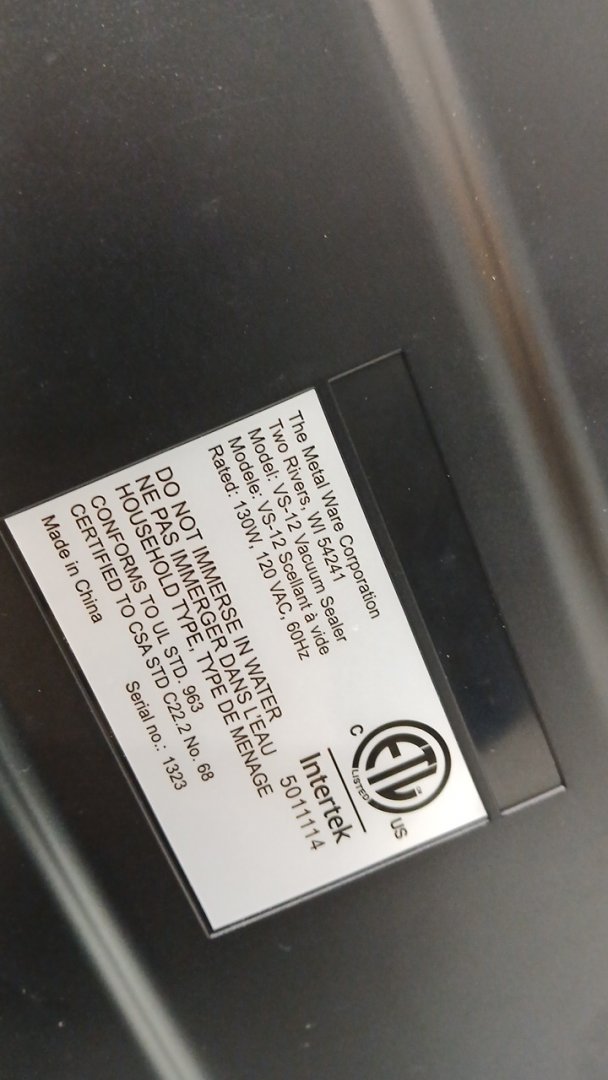 The Metal Ware Corporation
Two Rivers, WI 54241
Model: VS-12 Vacuum Sealer
Modele: VS-12 Scellant à vide
Rated: 130W, 120 VAC, 60Hz
C ETL US
LISTED
CM
Intertek
5011114
DO NOT IMMERSE IN WATER
NE PAS IMMERGER DANS L'EAU
HOUSEHOLD TYPE, TYPE DE MENAGE
CONFORMS TO UL STD. 963
CERTIFIED TO CSA STD C22.2 No. 68
Made in China
Serial no.: 1323